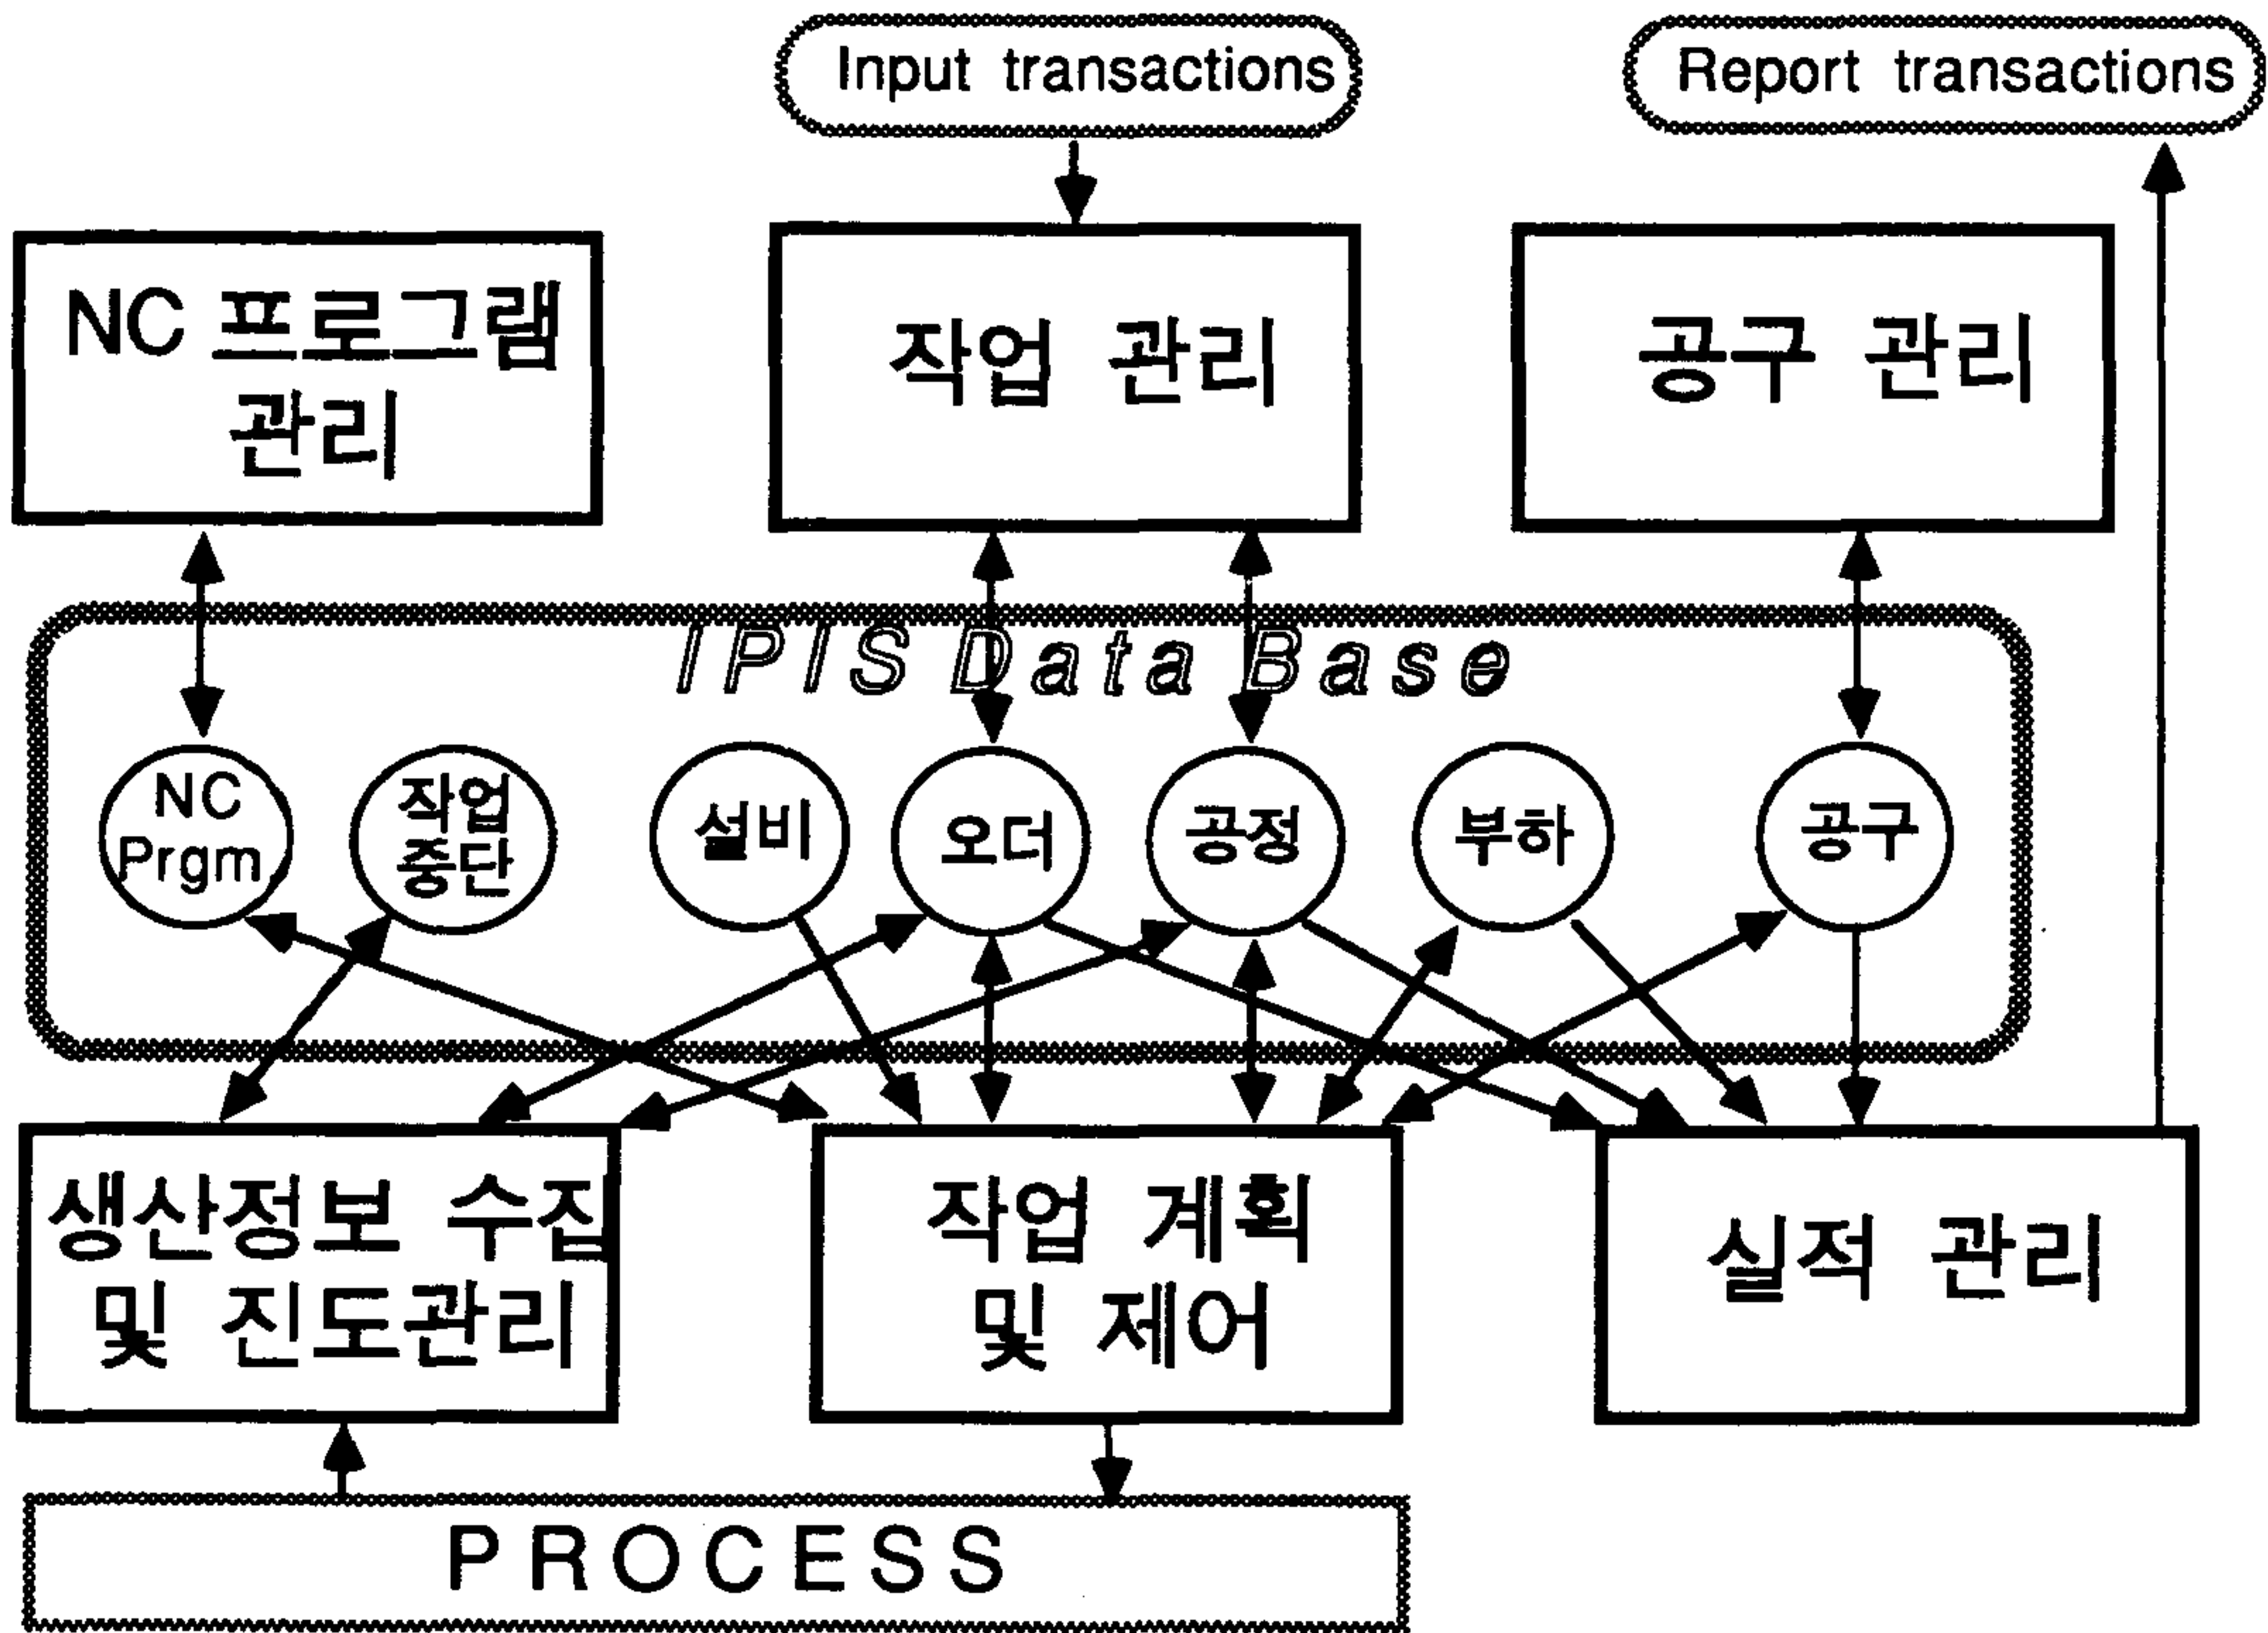 Input transactions
Report transactions
NC 프로그램
관리
작업 관리
공구 관리
IPIS Data Base
NC
Prgm
작업
중단
설비
오더
공정
부하
공구
생산정보 수집
및 진도관리
작업 계획
및 제어
실적 관리
PROCESS